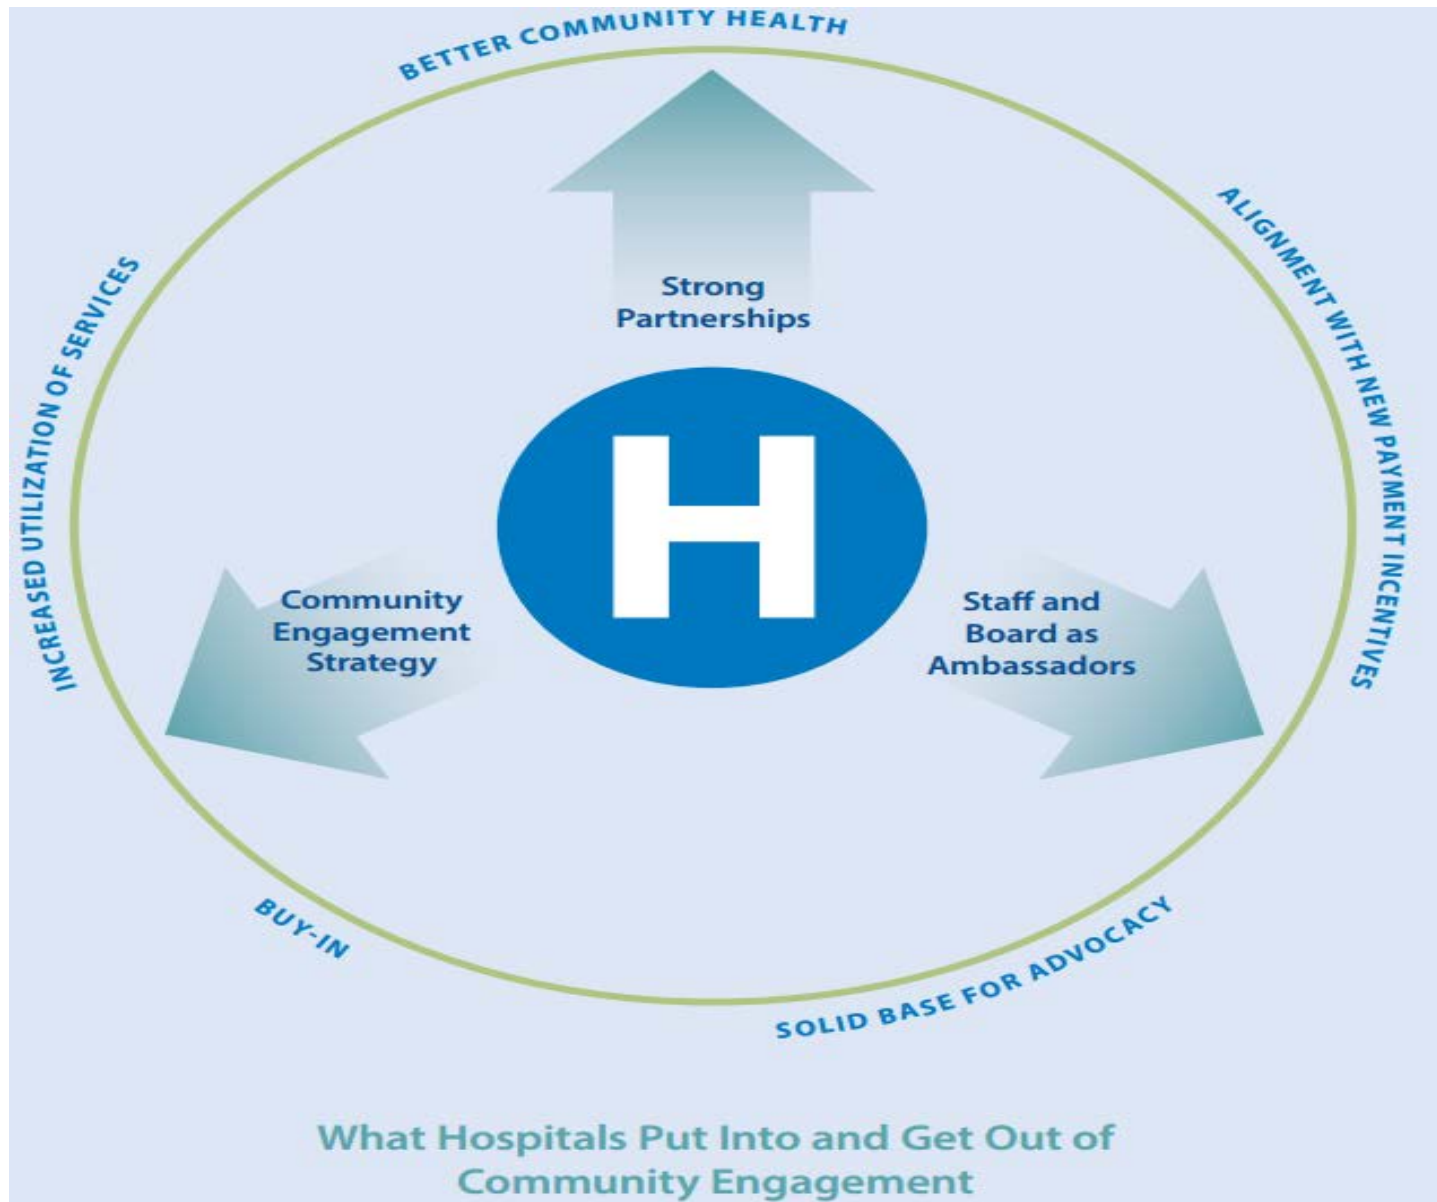 BETTER COMMUNITY HEALTH
ALIGNMENT WITH NEW PAYMENT INCENTIVES
INCREASED UTILIZATION OF SERVICES
Strong
Partnerships
H
Community
Engagement
Strategy
Staff and
Board as
Ambassadors
BUY-IN
SOLID BASE FOR ADVOCACY
What Hospitals Put Into and Get Out of
Community Engagement